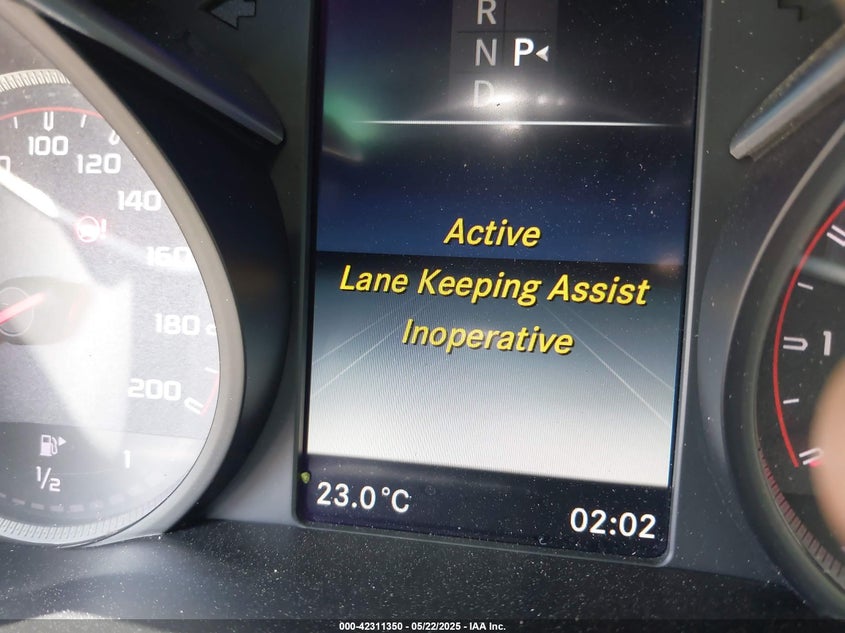 R
N P
D
100
120
140
160
180
200
1/2
1
Active
Lane Keeping Assist
Inoperative
1
23.0°C
02:02
000-42311350 - 05/22/2025 - IAA Inc.